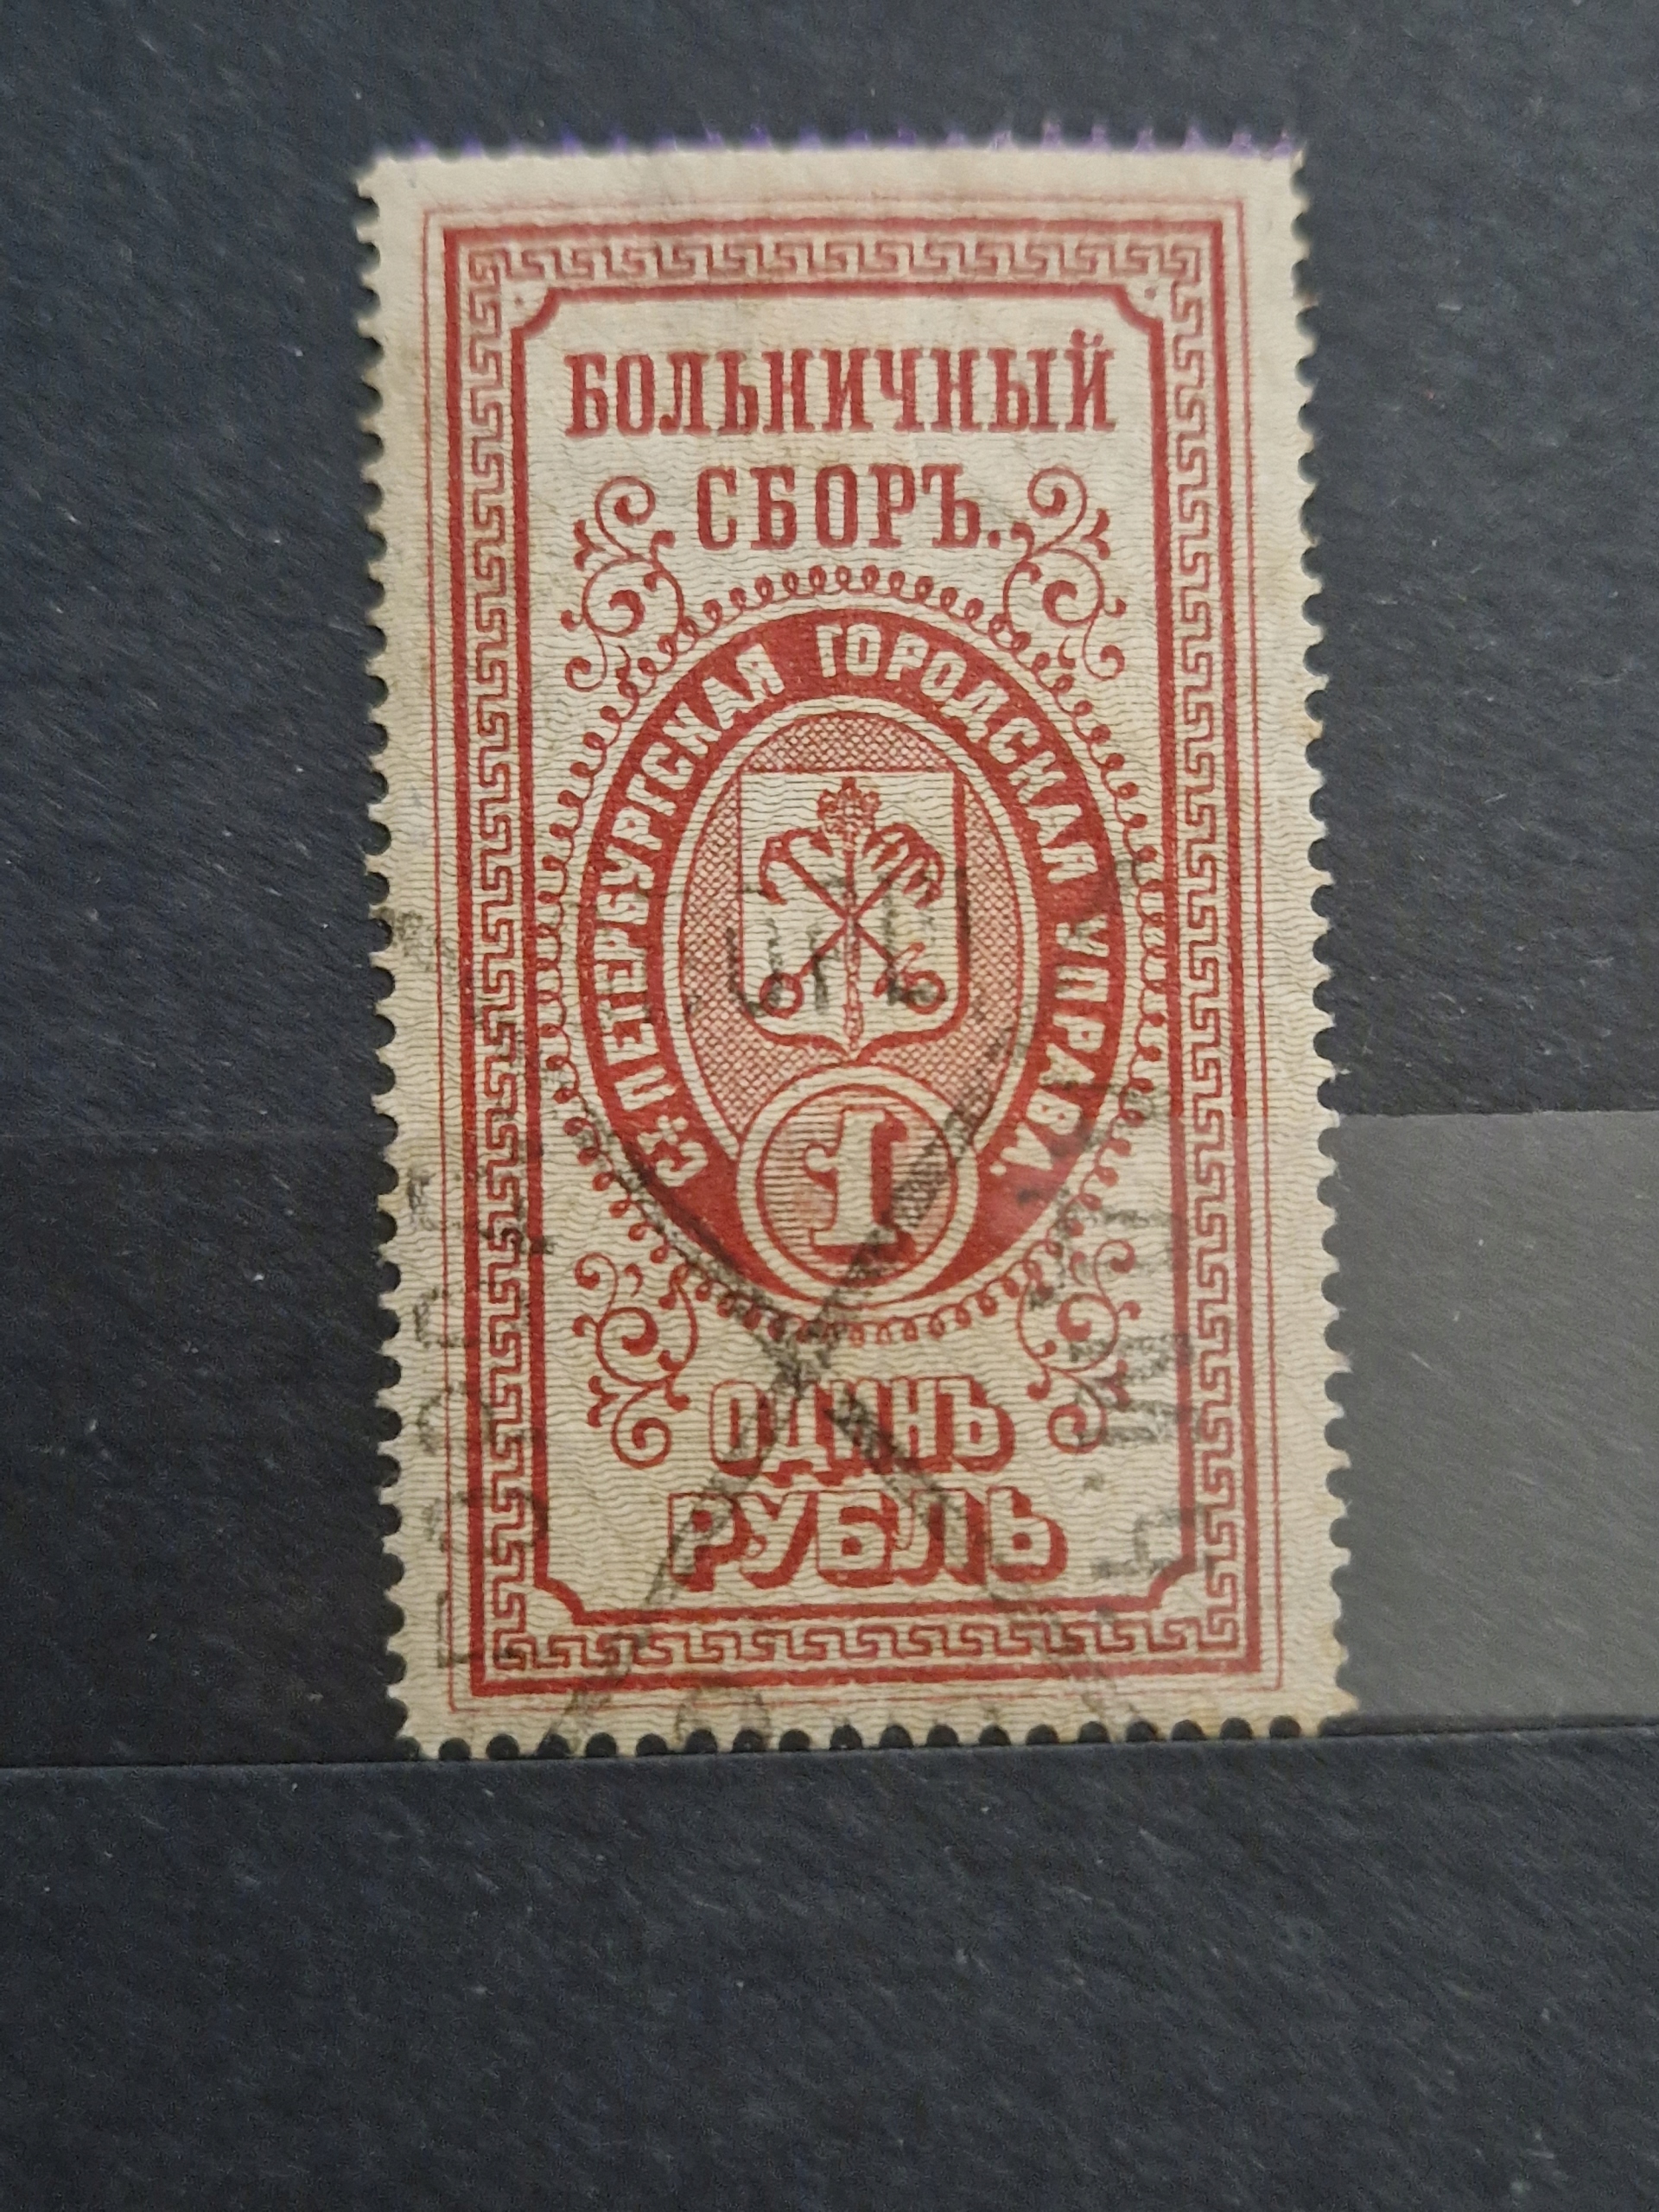 БОЛЬНИЧНЫЙ
СБОРЪ.
С:ПЕТЕРБУРГСКАЯ ГОРОДСКАЯ УПРАВА.
1
ОДИНЪ
РУБЛЬ